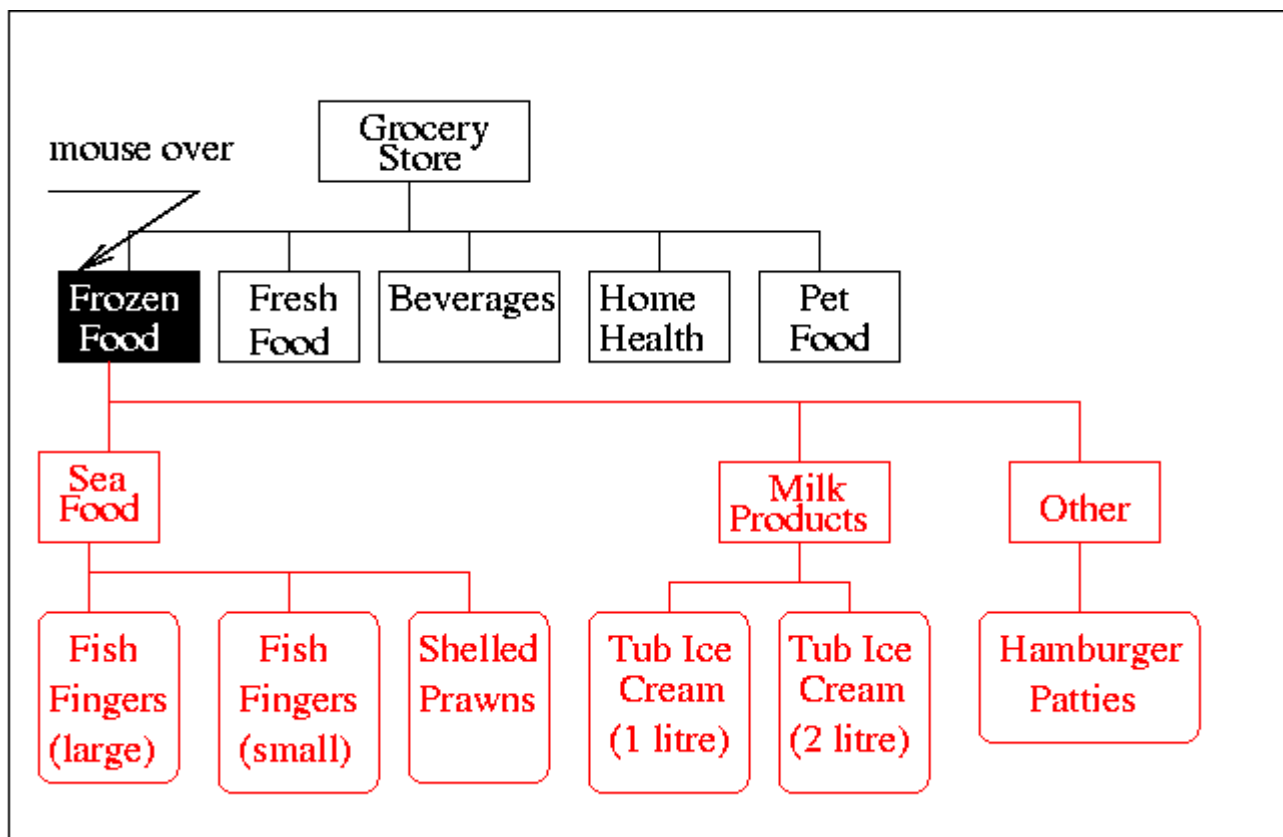 Grocery
Store
mouse over
Frozen
Food
Fresh
Food
Beverages
Home
Health
Pet
Food
Sea
Food
Milk
Products
Other
Fish
Fingers
(large)
Fish
Fingers
(small)
Shelled
Prawns
Tub Ice
Cream
(1 litre)
Tub Ice
Cream
(2 litre)
Hamburger
Patties